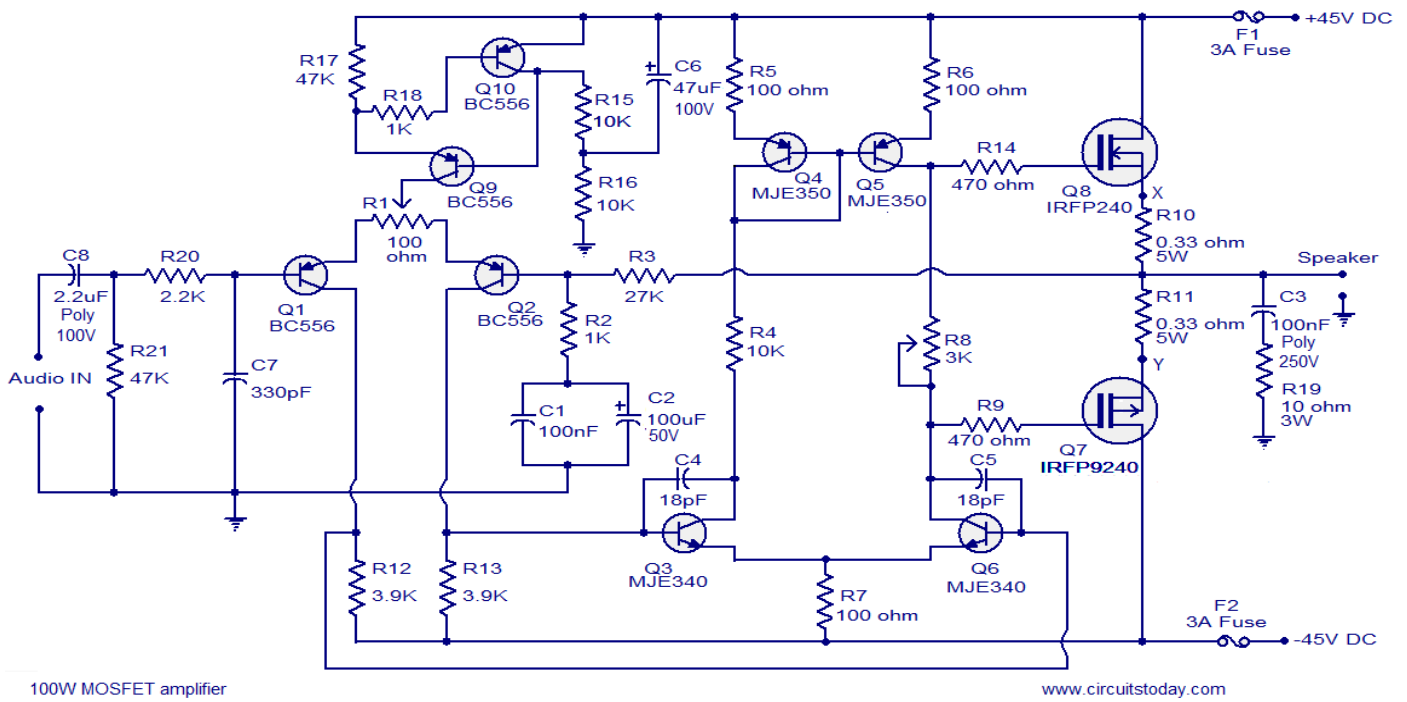 +45V DC
F1
3A Fuse
R17
47K
Q10
BC556
R18
1K
R15
10K
C6
47uF
100V
R5
100 ohm
R6
100 ohm
Q9
BC556
R16
10K
Q4
MJE350
Q5
MJE350
R14
470 ohm
Q8
IRFP240
X
R1
100
ohm
R10
0.33 ohm
5W
C8
2.2uF
Poly
100V
R20
2.2K
Q1
BC556
Q2
BC556
R3
27K
Speaker
R21
47K
Audio IN
C7
330pF
R2
1K
R4
10K
R8
3K
R11
0.33 ohm
5W
Y
C3
100nF
Poly
250V
R19
10 ohm
3W
C1
100nF
C2
100uF
50V
R9
470 ohm
Q7
IRFP9240
C4
18pF
C5
18pF
Q3
MJE340
Q6
MJE340
R12
3.9K
R13
3.9K
R7
100 ohm
F2
3A Fuse
-45V DC
100W MOSFET amplifier
www.circuitstoday.com